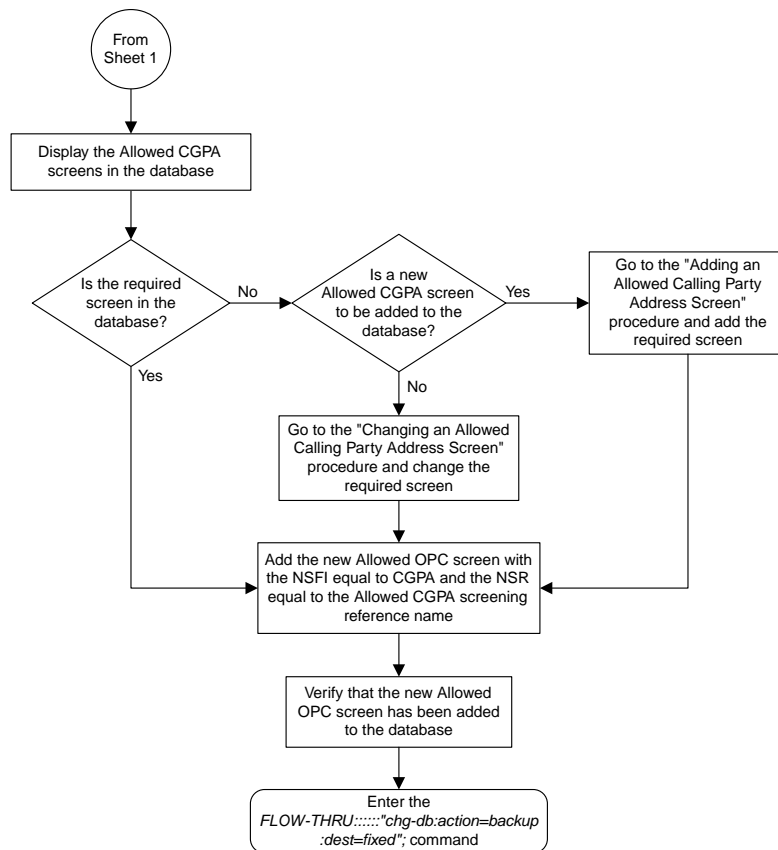 From
Sheet 1
Display the Allowed CGPA
screens in the database
Is the required
screen in the
database?
No
Yes
Is a new
Allowed CGPA screen
to be added to the
database?
Yes
No
Go to the "Adding an
Allowed Calling Party
Address Screen"
procedure and add the
required screen
Go to the "Changing an Allowed
Calling Party Address Screen"
procedure and change the
required screen
Add the new Allowed OPC screen with
the NSFI equal to CGPA and the NSR
equal to the Allowed CGPA screening
reference name
Verify that the new Allowed
OPC screen has been added
to the database
Enter the
FLOW-THRU::::::"chg-db:action=backup
:dest=fixed"; command